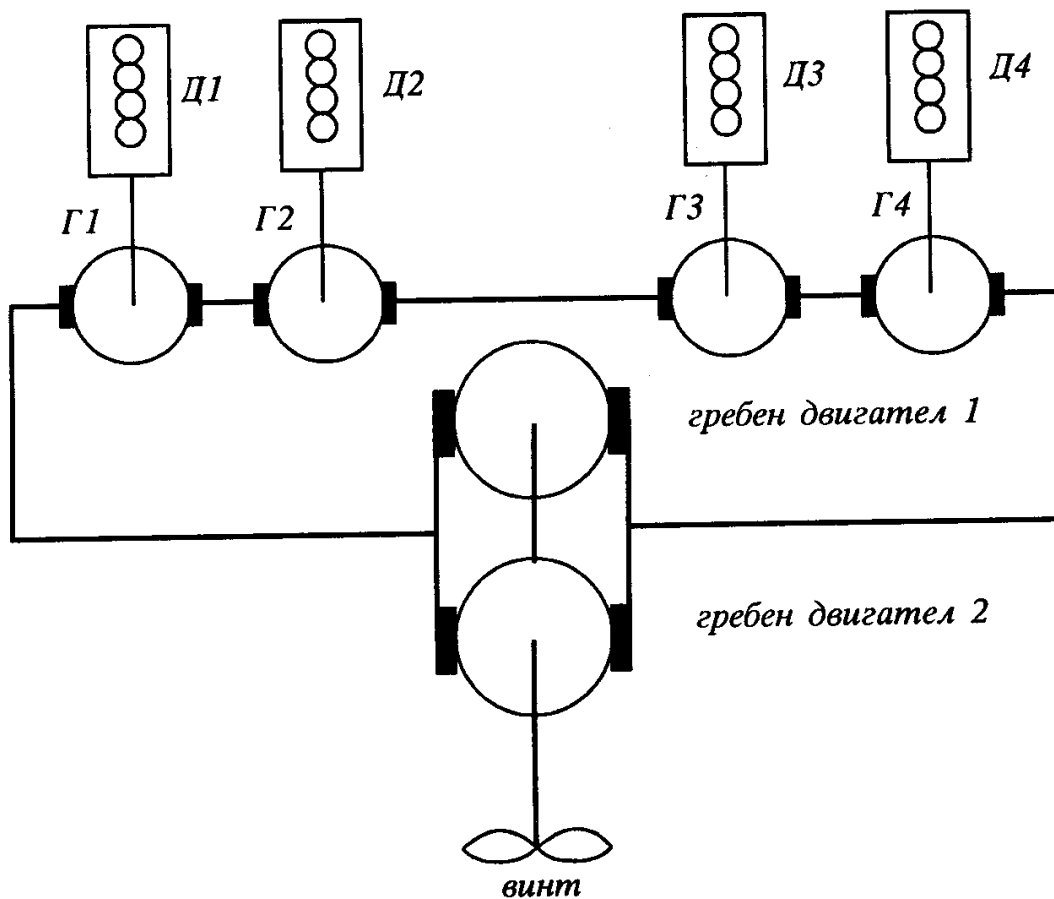 Д1
Д2
Д3
Д4
Г1
Г2
Г3
Г4
гребен двигател 1
гребен двигател 2
винт